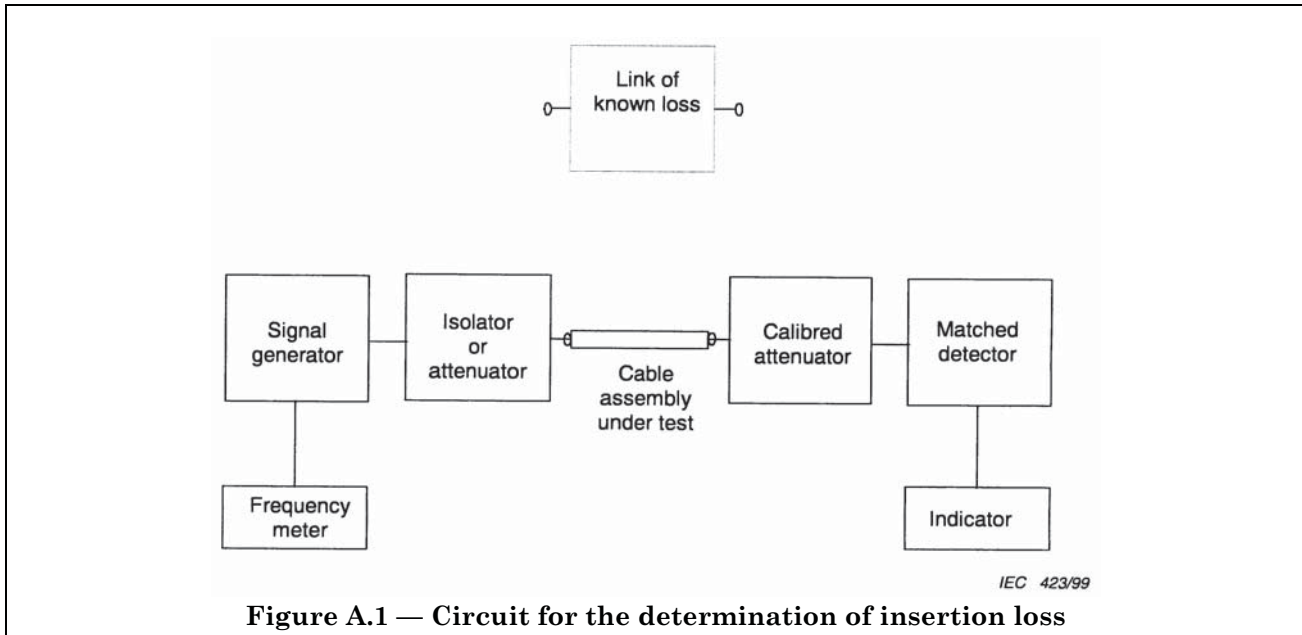 Link of
known loss
Signal
generator
Isolator
or
attenuator
Cable
assembly
under test
Calibred
attenuator
Matched
detector
Frequency
meter
Indicator
IEC 423/99
Figure A.1 — Circuit for the determination of insertion loss